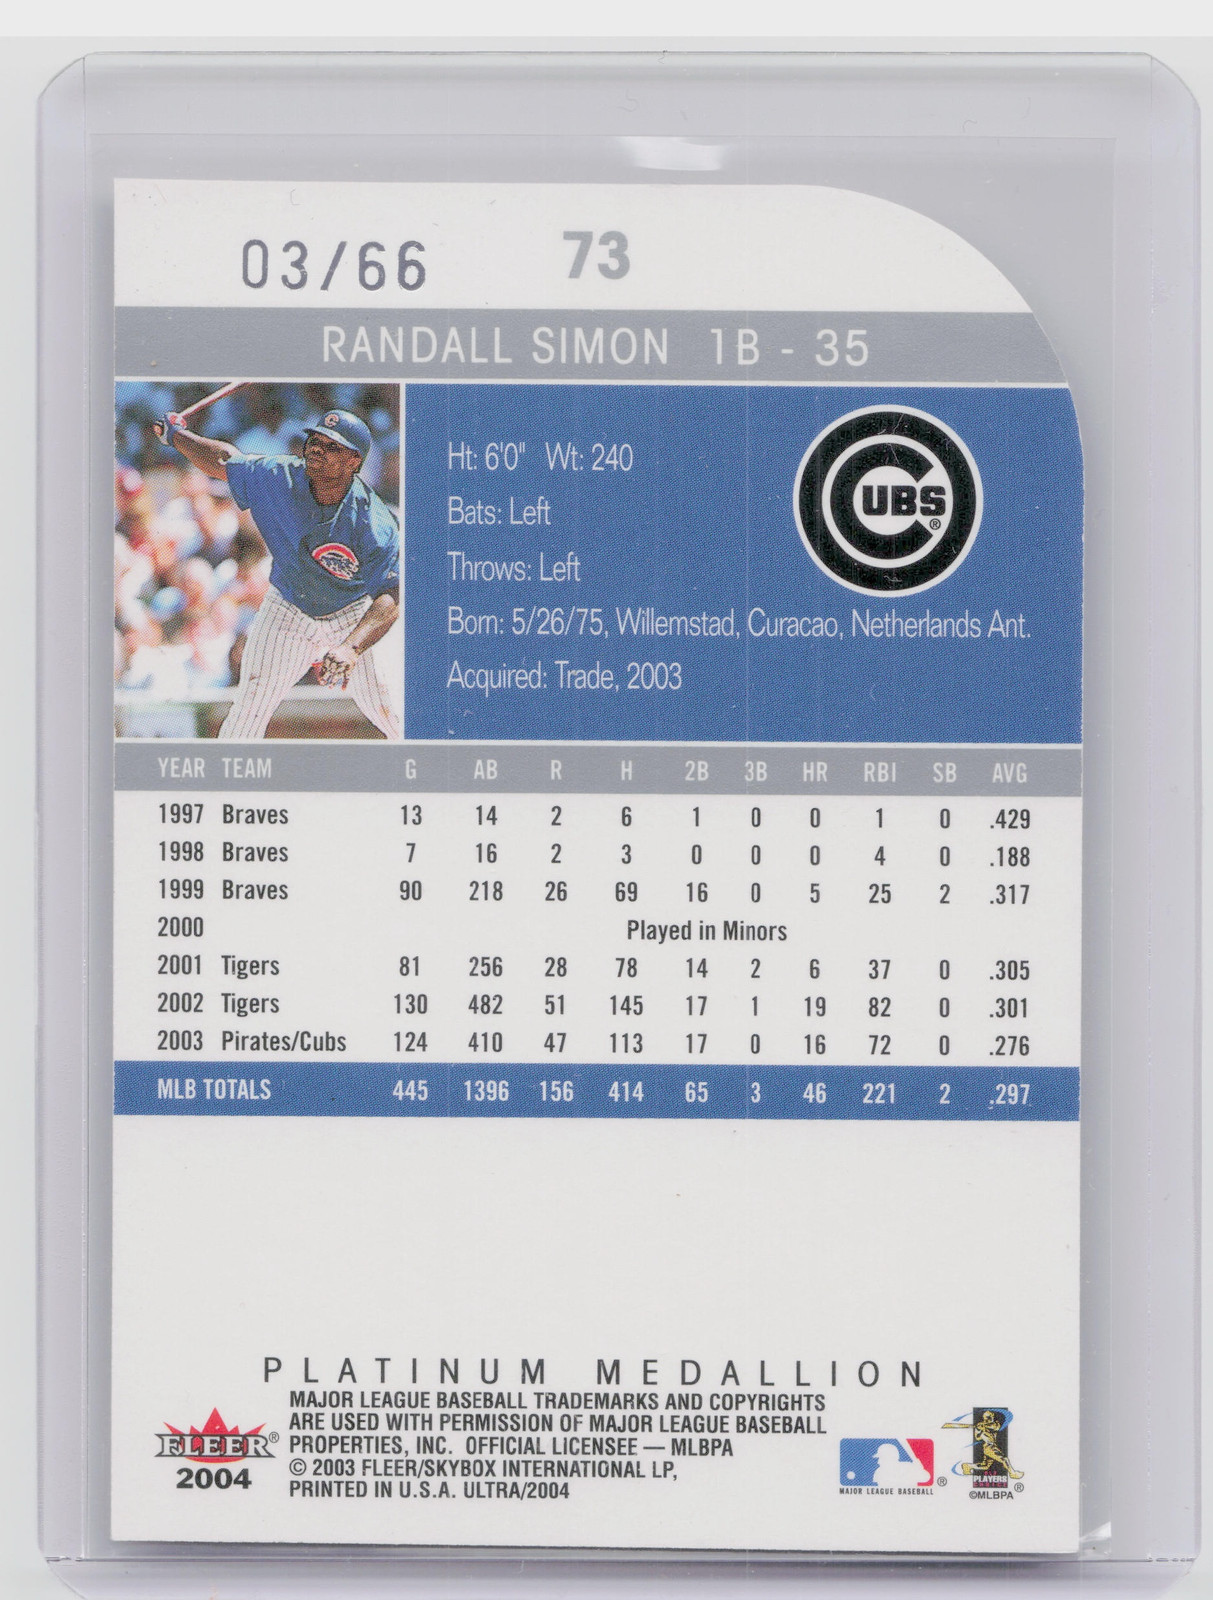 03/66 73
RANDALL SIMON 1B - 35
Ht: 6'0" Wt: 240
Bats: Left
Throws: Left
Born: 5/26/75, Willemstad, Curacao, Netherlands Ant.
Acquired: Trade, 2003
CUBS®
YEAR TEAM G AB R H 2B 3B HR RBI SB AVG
1997 Braves 13 14 2 6 1 0 0 1 0 .429
1998 Braves 7 16 2 3 0 0 0 4 0 .188
1999 Braves 90 218 26 69 16 0 5 25 2 .317
2000 Played in Minors
2001 Tigers 81 256 28 78 14 2 6 37 0 .305
2002 Tigers 130 482 51 145 17 1 19 82 0 .301
2003 Pirates/Cubs 124 410 47 113 17 0 16 72 0 .276
MLB TOTALS 445 1396 156 414 65 3 46 221 2 .297
PLATINUM MEDALLION
MAJOR LEAGUE BASEBALL TRADEMARKS AND COPYRIGHTS
ARE USED WITH PERMISSION OF MAJOR LEAGUE BASEBALL
PROPERTIES, INC. OFFICIAL LICENSEE — MLBPA
© 2003 FLEER/SKYBOX INTERNATIONAL LP,
PRINTED IN U.S.A. ULTRA/2004
FLEER®
2004
MAJOR LEAGUE BASEBALL®
PLAYERS
CHOICE®
©MLBPA